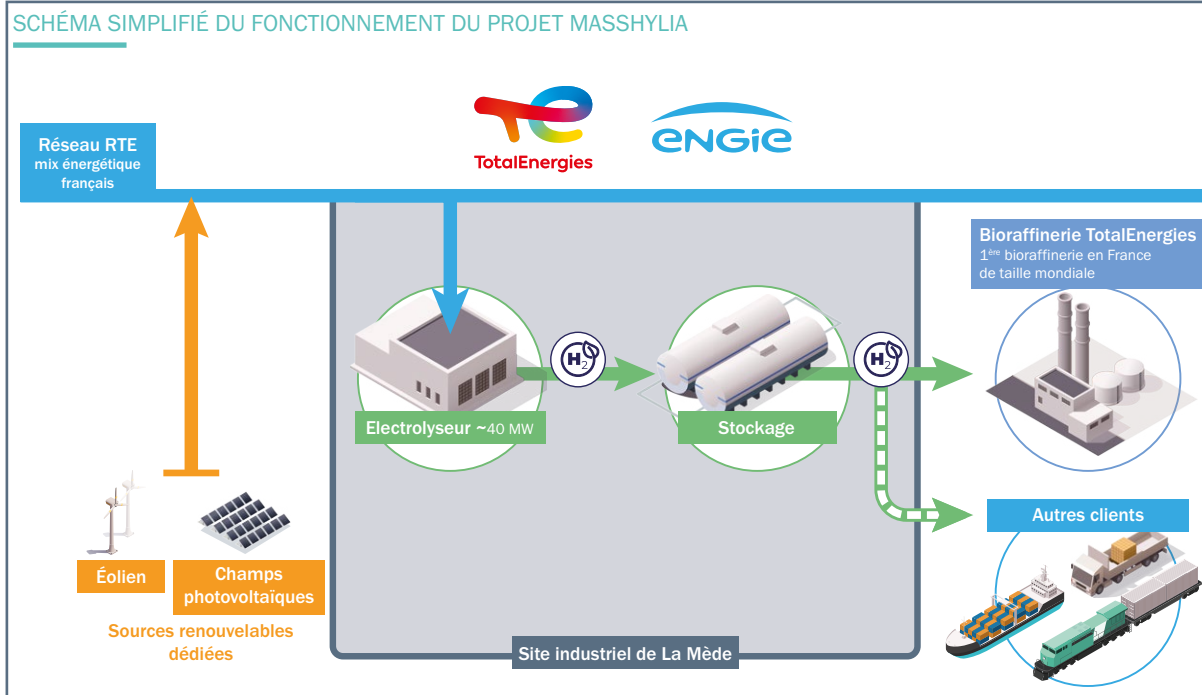 SCHÉMA SIMPLIFIÉ DU FONCTIONNEMENT DU PROJET MASSHYLIA
TotalEnergies
ENGIE
Réseau RTE
mix énergétique
français
Bioraffinerie TotalEnergies
1ère bioraffinerie en France
de taille mondiale
H2
H2
Electrolyseur ~40 MW
Stockage
Autres clients
Éolien
Champs
photovoltaïques
Sources renouvelables
dédiées
Site industriel de La Mède